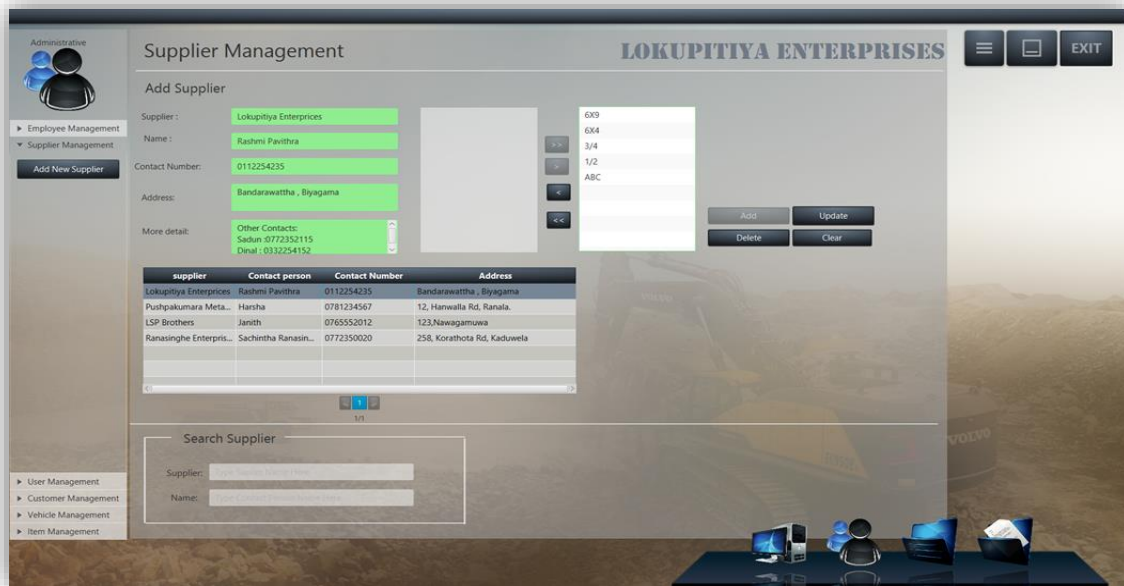 Administrative
Supplier Management
LOKUPITIYA ENTERPRISES
EXIT
Employee Management
Supplier Management
Add New Supplier
User Management
Customer Management
Vehicle Management
Item Management
Add Supplier
Supplier :
Lokupitiya Enterprices
Name :
Rashmi Pavithra
Contact Number:
0112254235
Address:
Bandarawattha , Biyagama
More detail:
Other Contacts:
Sadun :0772352115
Dinal : 0332254152
>>
>
<
<<
6X9
6X4
3/4
1/2
ABC
Add
Update
Delete
Clear
supplier Contact person Contact Number Address
Lokupitiya Enterprices Rashmi Pavithra 0112254235 Bandarawattha , Biyagama
Pushpakumara Meta... Harsha 0781234567 12, Hanwalla Rd, Ranala.
LSP Brothers Janith 0765552012 123,Nawagamuwa
Ranasinghe Enterpris... Sachintha Ranasin... 0772350020 258, Korathota Rd, Kaduwela
1
1/1
Search Supplier
Supplier:
Name:
VOLVO
VOLVO